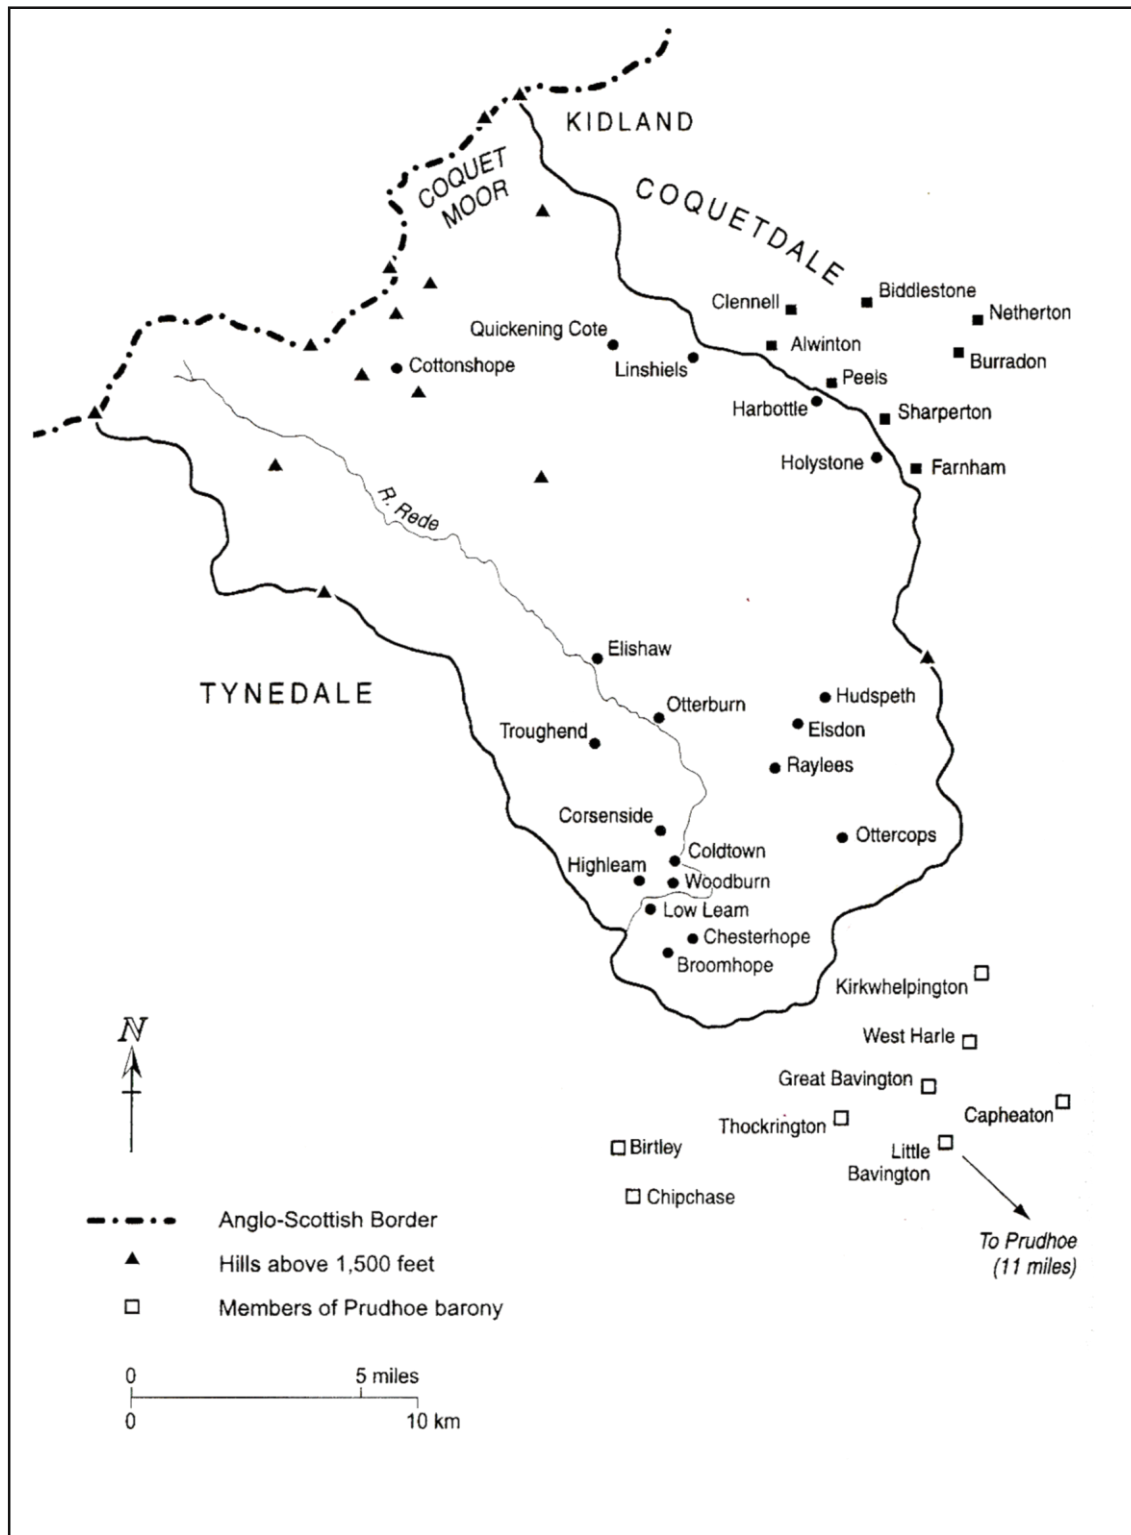 KIDLAND
COQUET
MOOR
COQUETDALE
Clennell
Biddlestone
Netherton
Quickening Cote
Alwinton
Burradon
Cottonshope
Linshiels
Peels
Harbottle
Sharperton
Holystone
Farnham
R. Rede
Elishaw
TYNEDALE
Otterburn
Hudspeth
Troughend
Elsdon
Raylees
Corsenside
Ottercops
Coldtown
Highleam
Woodburn
Low Leam
Chesterhope
Broomhope
Kirkwhelpington
N
West Harle
Great Bavington
Capheaton
Thockrington
Birtley
Little
Bavington
Chipchase
To Prudhoe
(11 miles)
Anglo-Scottish Border
Hills above 1,500 feet
Members of Prudhoe barony
0 5 miles
0 10 km